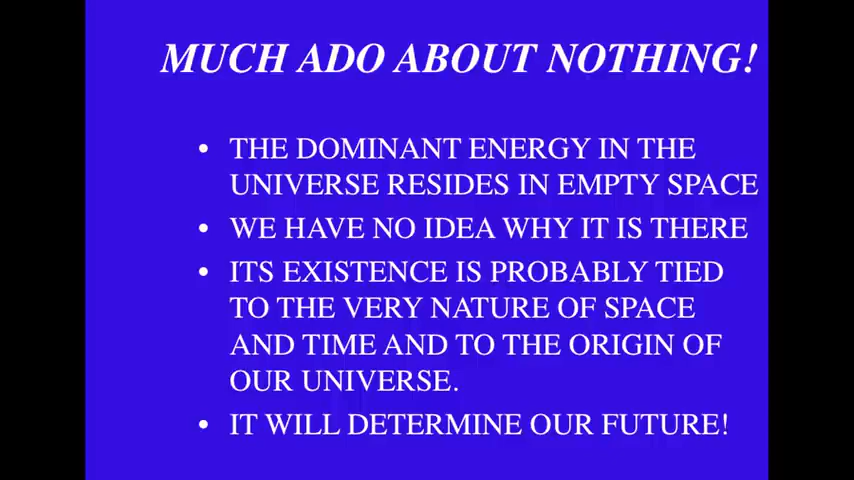 MUCH ADO ABOUT NOTHING!
• THE DOMINANT ENERGY IN THE
UNIVERSE RESIDES IN EMPTY SPACE
• WE HAVE NO IDEA WHY IT IS THERE
• ITS EXISTENCE IS PROBABLY TIED
TO THE VERY NATURE OF SPACE
AND TIME AND TO THE ORIGIN OF
OUR UNIVERSE.
• IT WILL DETERMINE OUR FUTURE!